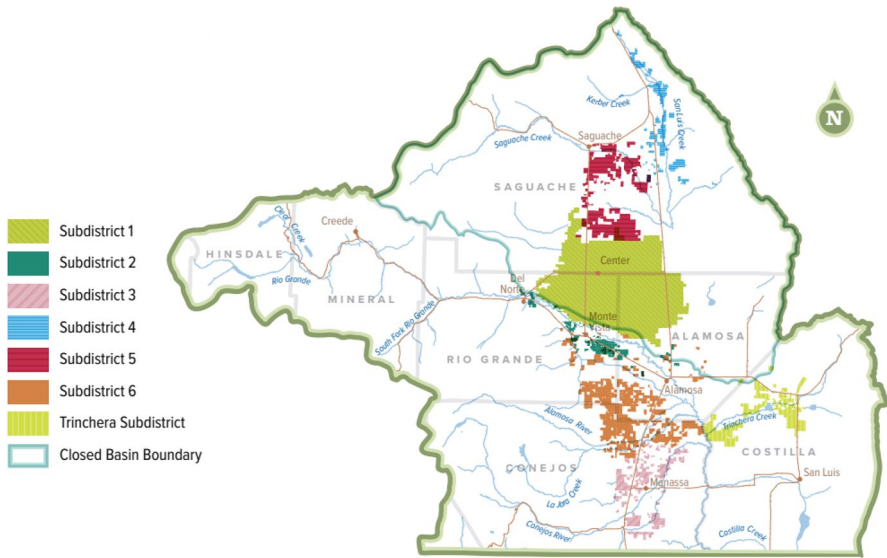 Kerber Creek
San Luis Creek
N
Saguache
Saguache Creek
SAGUACHE
Clear Creek
Creede
Subdistrict 1
HINSDALE
Subdistrict 2
Center
Rio Grande
Del
Norte
Subdistrict 3
MINERAL
South Fork Rio Grande
Monte
Vista
Subdistrict 4
ALAMOSA
RIO GRANDE
Subdistrict 5
Subdistrict 6
Alamosa
Alamosa River
Trinchera Subdistrict
Trinchera Creek
Closed Basin Boundary
COSTILLA
CONEJOS
San Luis
Manassa
La Jara Creek
Conejos River
Costilla Creek